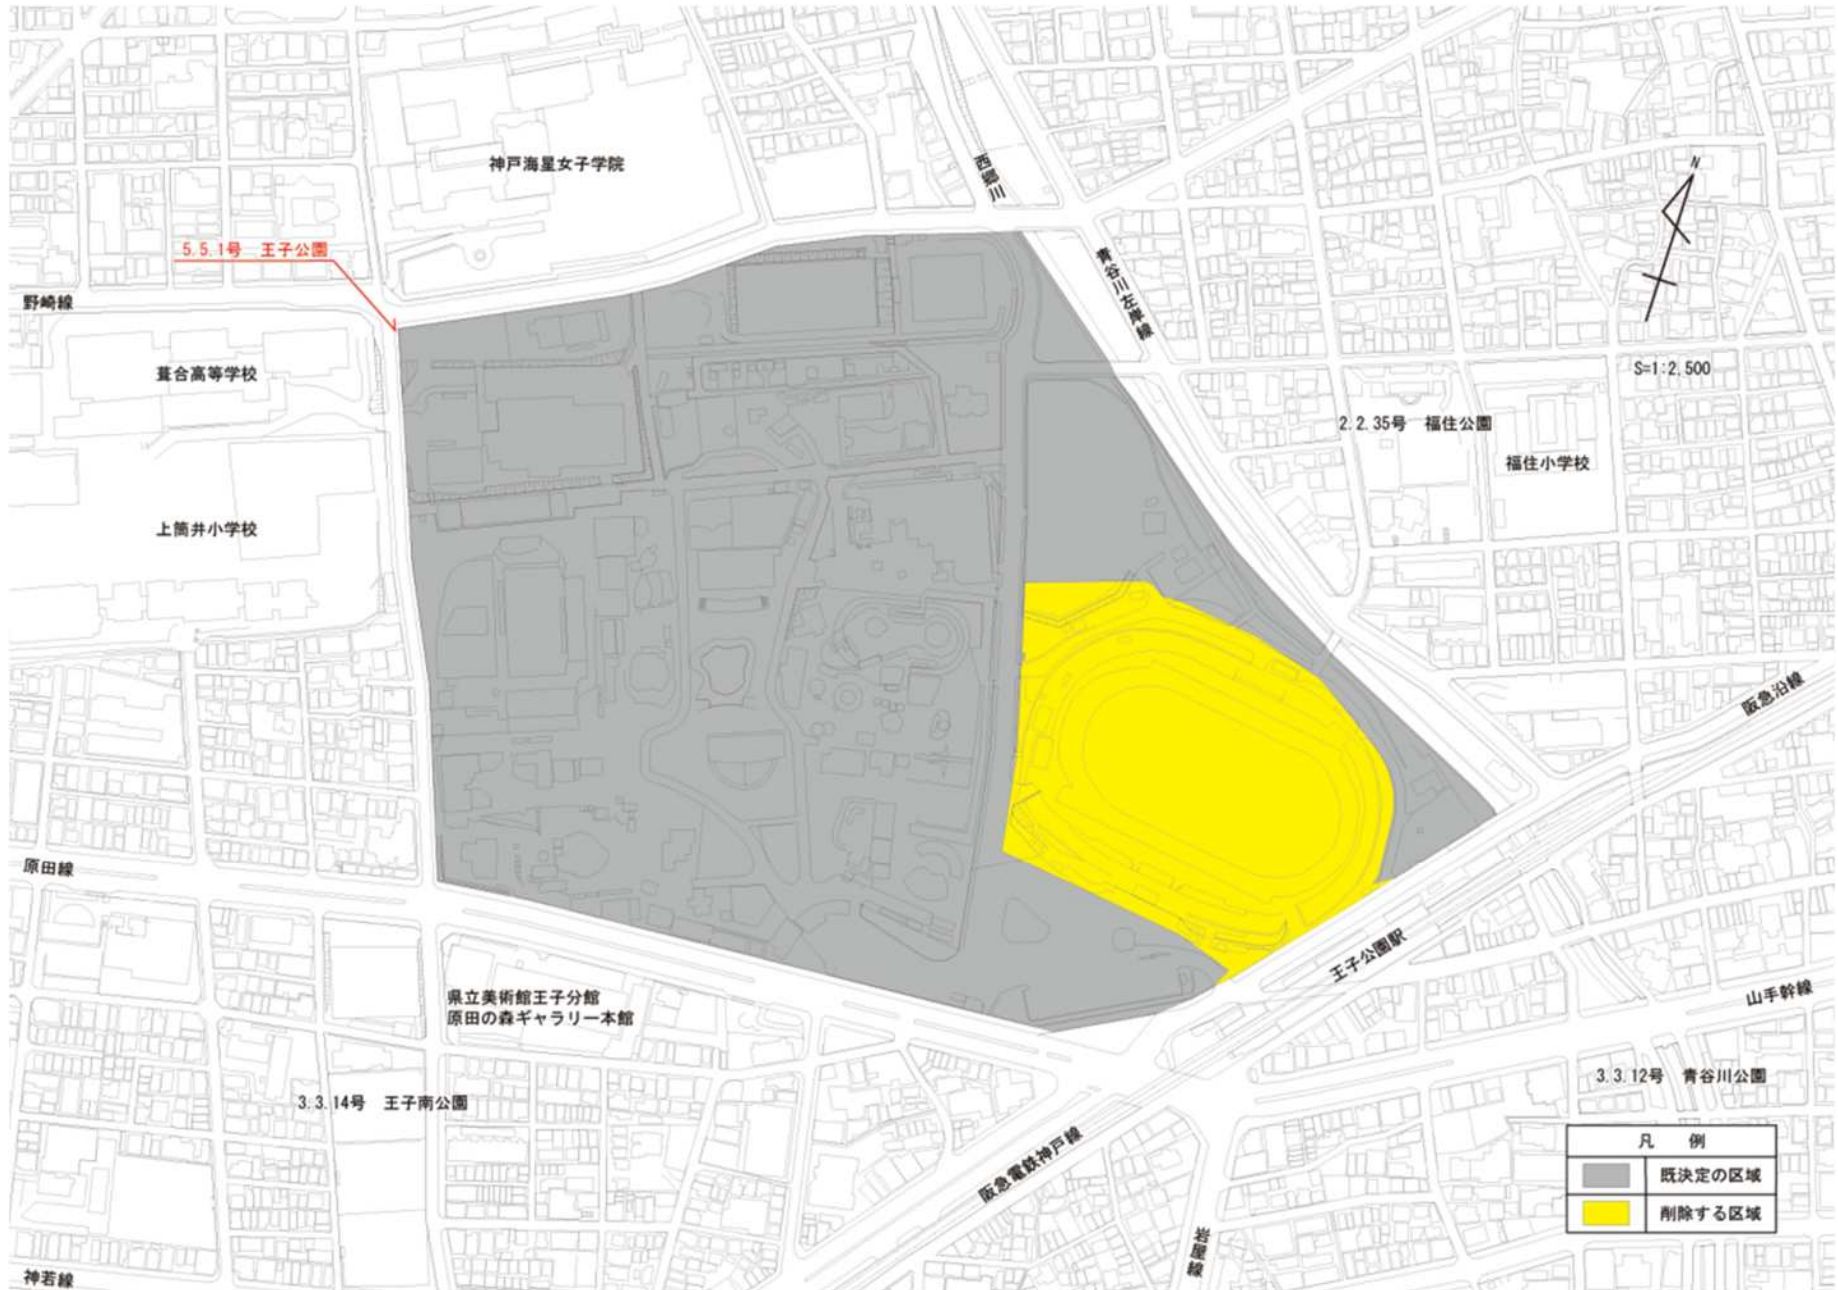 神戸海星女子学院
西郷川
N
5.5.1号 王子公園
青谷川左岸線
野崎線
葺合高等学校
S=1:2,500
2.2.35号 福住公園
福住小学校
上筒井小学校
阪急沿線
原田線
王子公園駅
県立美術館王子分館
原田の森ギャラリー本館
山手幹線
3.3.12号 青谷川公園
3.3.14号 王子南公園
凡 例
既決定の区域
削除する区域
阪急電鉄神戸線
岩屋線
神若線